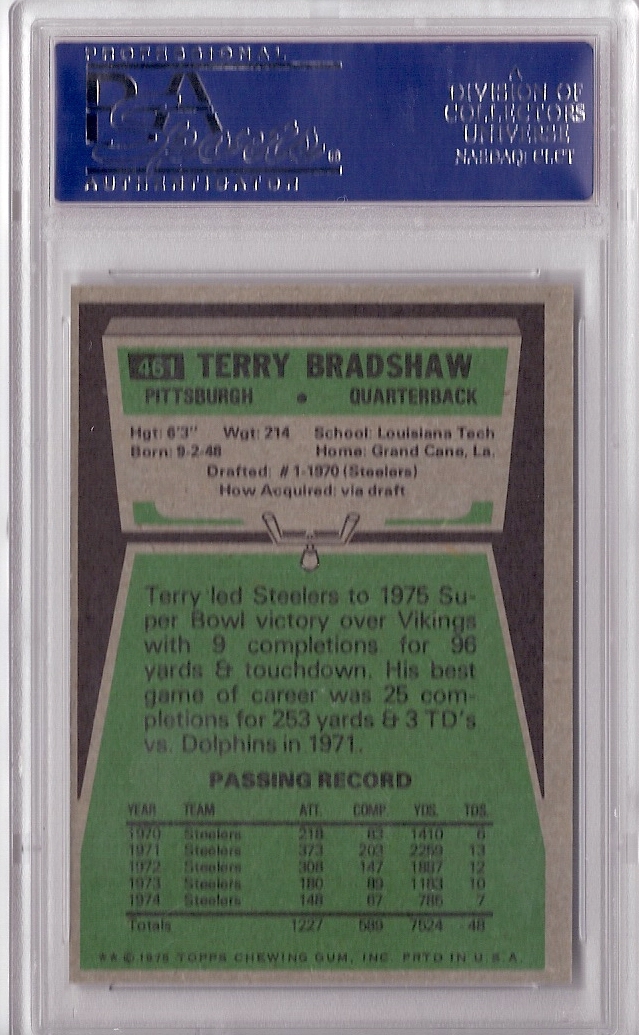 PROFESSIONAL
PSA
Sports
AUTHENTICATOR
A
DIVISION OF
COLLECTORS
UNIVERSE
NASDAQ: CLCT
461 TERRY BRADSHAW
PITTSBURGH • QUARTERBACK
Hgt: 6'3" Wgt: 214 School: Louisiana Tech
Born: 9-2-48 Home: Grand Cane, La.
Drafted: #1-1970 (Steelers)
How Acquired: via draft
Terry led Steelers to 1975 Su-
per Bowl victory over Vikings
with 9 completions for 96
yards & touchdown. His best
game of career was 25 com-
pletions for 253 yards & 3 TD's
vs. Dolphins in 1971.
PASSING RECORD
YEAR TEAM ATT. COMP. YDS. TDS.
1970 Steelers 218 83 1410 6
1971 Steelers 373 203 2259 13
1972 Steelers 308 147 1887 12
1973 Steelers 180 89 1183 10
1974 Steelers 148 67 785 7
Totals 1227 589 7524 48
★★ © 1975 TOPPS CHEWING GUM, INC. PRTD IN U.S.A.